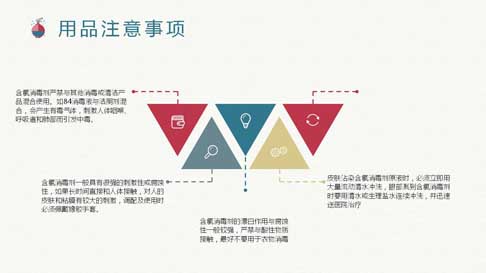 用品注意事项
含氯消毒剂严禁与其他消毒或清洁产
品混合使用。如84消毒液与洁厕剂混
合，会产生有毒气体，刺激人体咽喉、
呼吸道和肺部而引发中毒。
含氯消毒剂一般具有很强的刺激性或腐蚀
性，如果长时间直接和人体接触，对人的
皮肤和粘膜有较大的刺激，调配及使用时
必须佩戴橡胶手套。
含氯消毒剂的漂白作用与腐蚀
性一般较强，严禁与酸性物质
接触，最好不要用于衣物消毒
皮肤沾染含氯消毒剂原液时，必须立即用
大量流动清水冲洗，眼部溅到含氯消毒剂
时要用清水或生理盐水连续冲洗，并迅速
送医院治疗